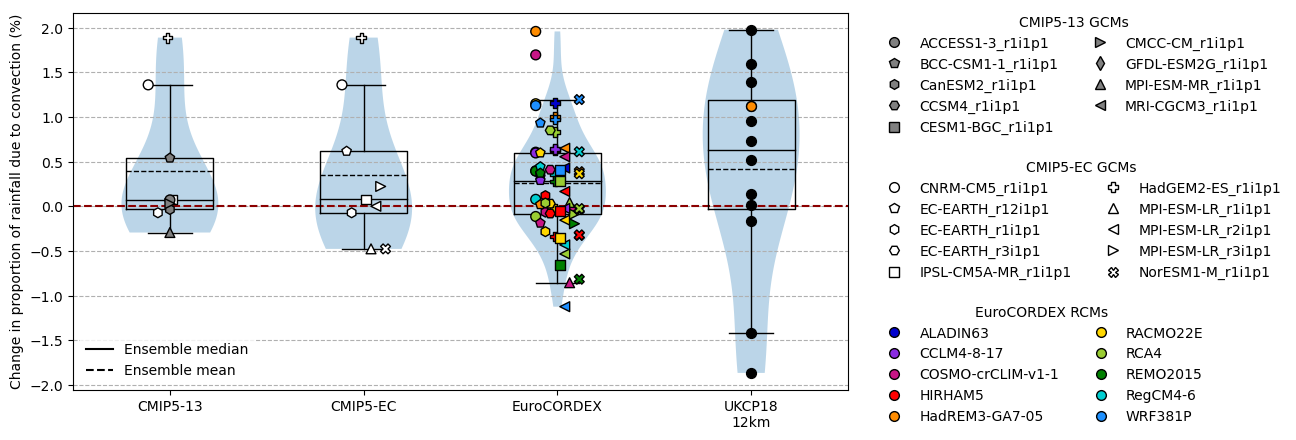 Change in proportion of rainfall due to convection (%)
2.0
1.5
1.0
0.5
0.0
−0.5
−1.0
−1.5
−2.0
Ensemble median
Ensemble mean
CMIP5-13
CMIP5-EC
EuroCORDEX
UKCP18
12km
CMIP5-13 GCMs
ACCESS1-3_r1i1p1
BCC-CSM1-1_r1i1p1
CanESM2_r1i1p1
CCSM4_r1i1p1
CESM1-BGC_r1i1p1
CMCC-CM_r1i1p1
GFDL-ESM2G_r1i1p1
MPI-ESM-MR_r1i1p1
MRI-CGCM3_r1i1p1
CMIP5-EC GCMs
CNRM-CM5_r1i1p1
EC-EARTH_r12i1p1
EC-EARTH_r1i1p1
EC-EARTH_r3i1p1
IPSL-CM5A-MR_r1i1p1
HadGEM2-ES_r1i1p1
MPI-ESM-LR_r1i1p1
MPI-ESM-LR_r2i1p1
MPI-ESM-LR_r3i1p1
NorESM1-M_r1i1p1
EuroCORDEX RCMs
ALADIN63
CCLM4-8-17
COSMO-crCLIM-v1-1
HIRHAM5
HadREM3-GA7-05
RACMO22E
RCA4
REMO2015
RegCM4-6
WRF381P